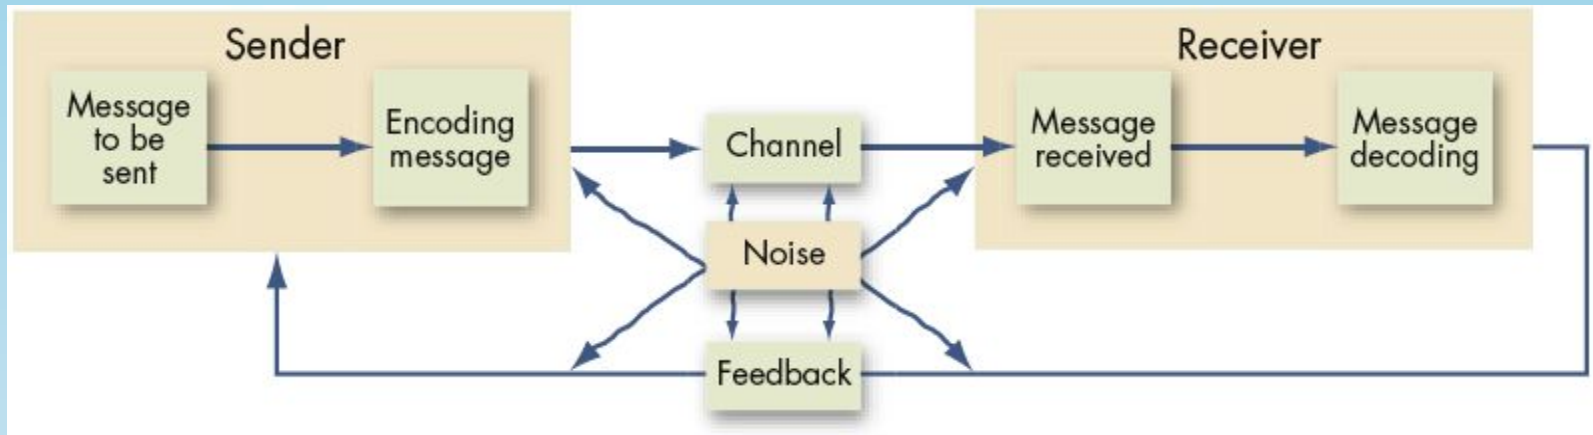 Sender
Message
to be
sent
Encoding
message
Channel
Noise
Feedback
Receiver
Message
received
Message
decoding